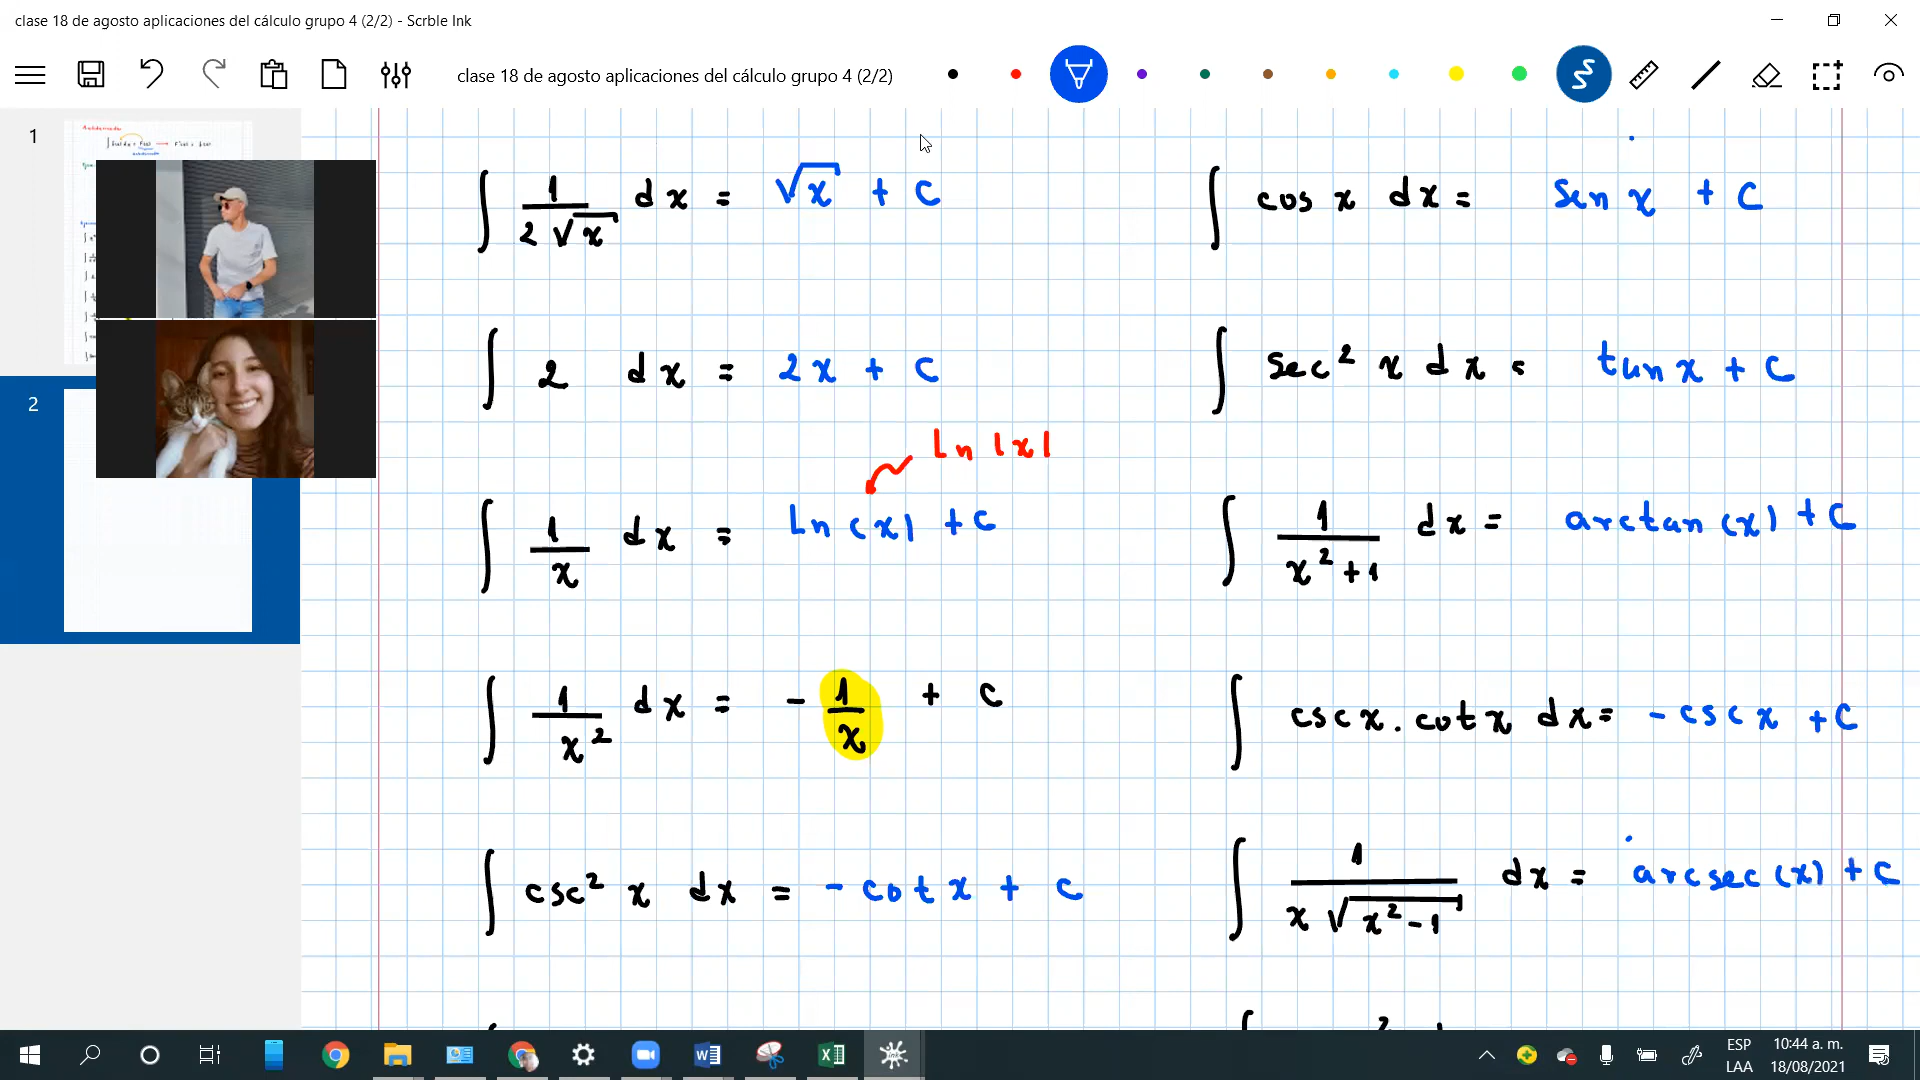 clase 18 de agosto aplicaciones del cálculo grupo 4 (2/2) - Scrble Ink
clase 18 de agosto aplicaciones del cálculo grupo 4 (2/2)
1
2
∫ 1/(2√x) dx = √x + C
∫ 2 dx = 2x + C
Ln |x|
∫ 1/x dx = Ln (x) + C
∫ 1/x² dx = - 1/x + C
∫ csc² x dx = - cot x + C
∫ cos x dx = Sen x + C
∫ sec² x dx = tan x + C
∫ 1/(x²+1) dx = arctan (x) + C
∫ csc x . cot x dx = - csc x + C
∫ 1/(x √(x²-1)) dx = arcsec (x) + C
ESP
LAA
10:44 a. m.
18/08/2021